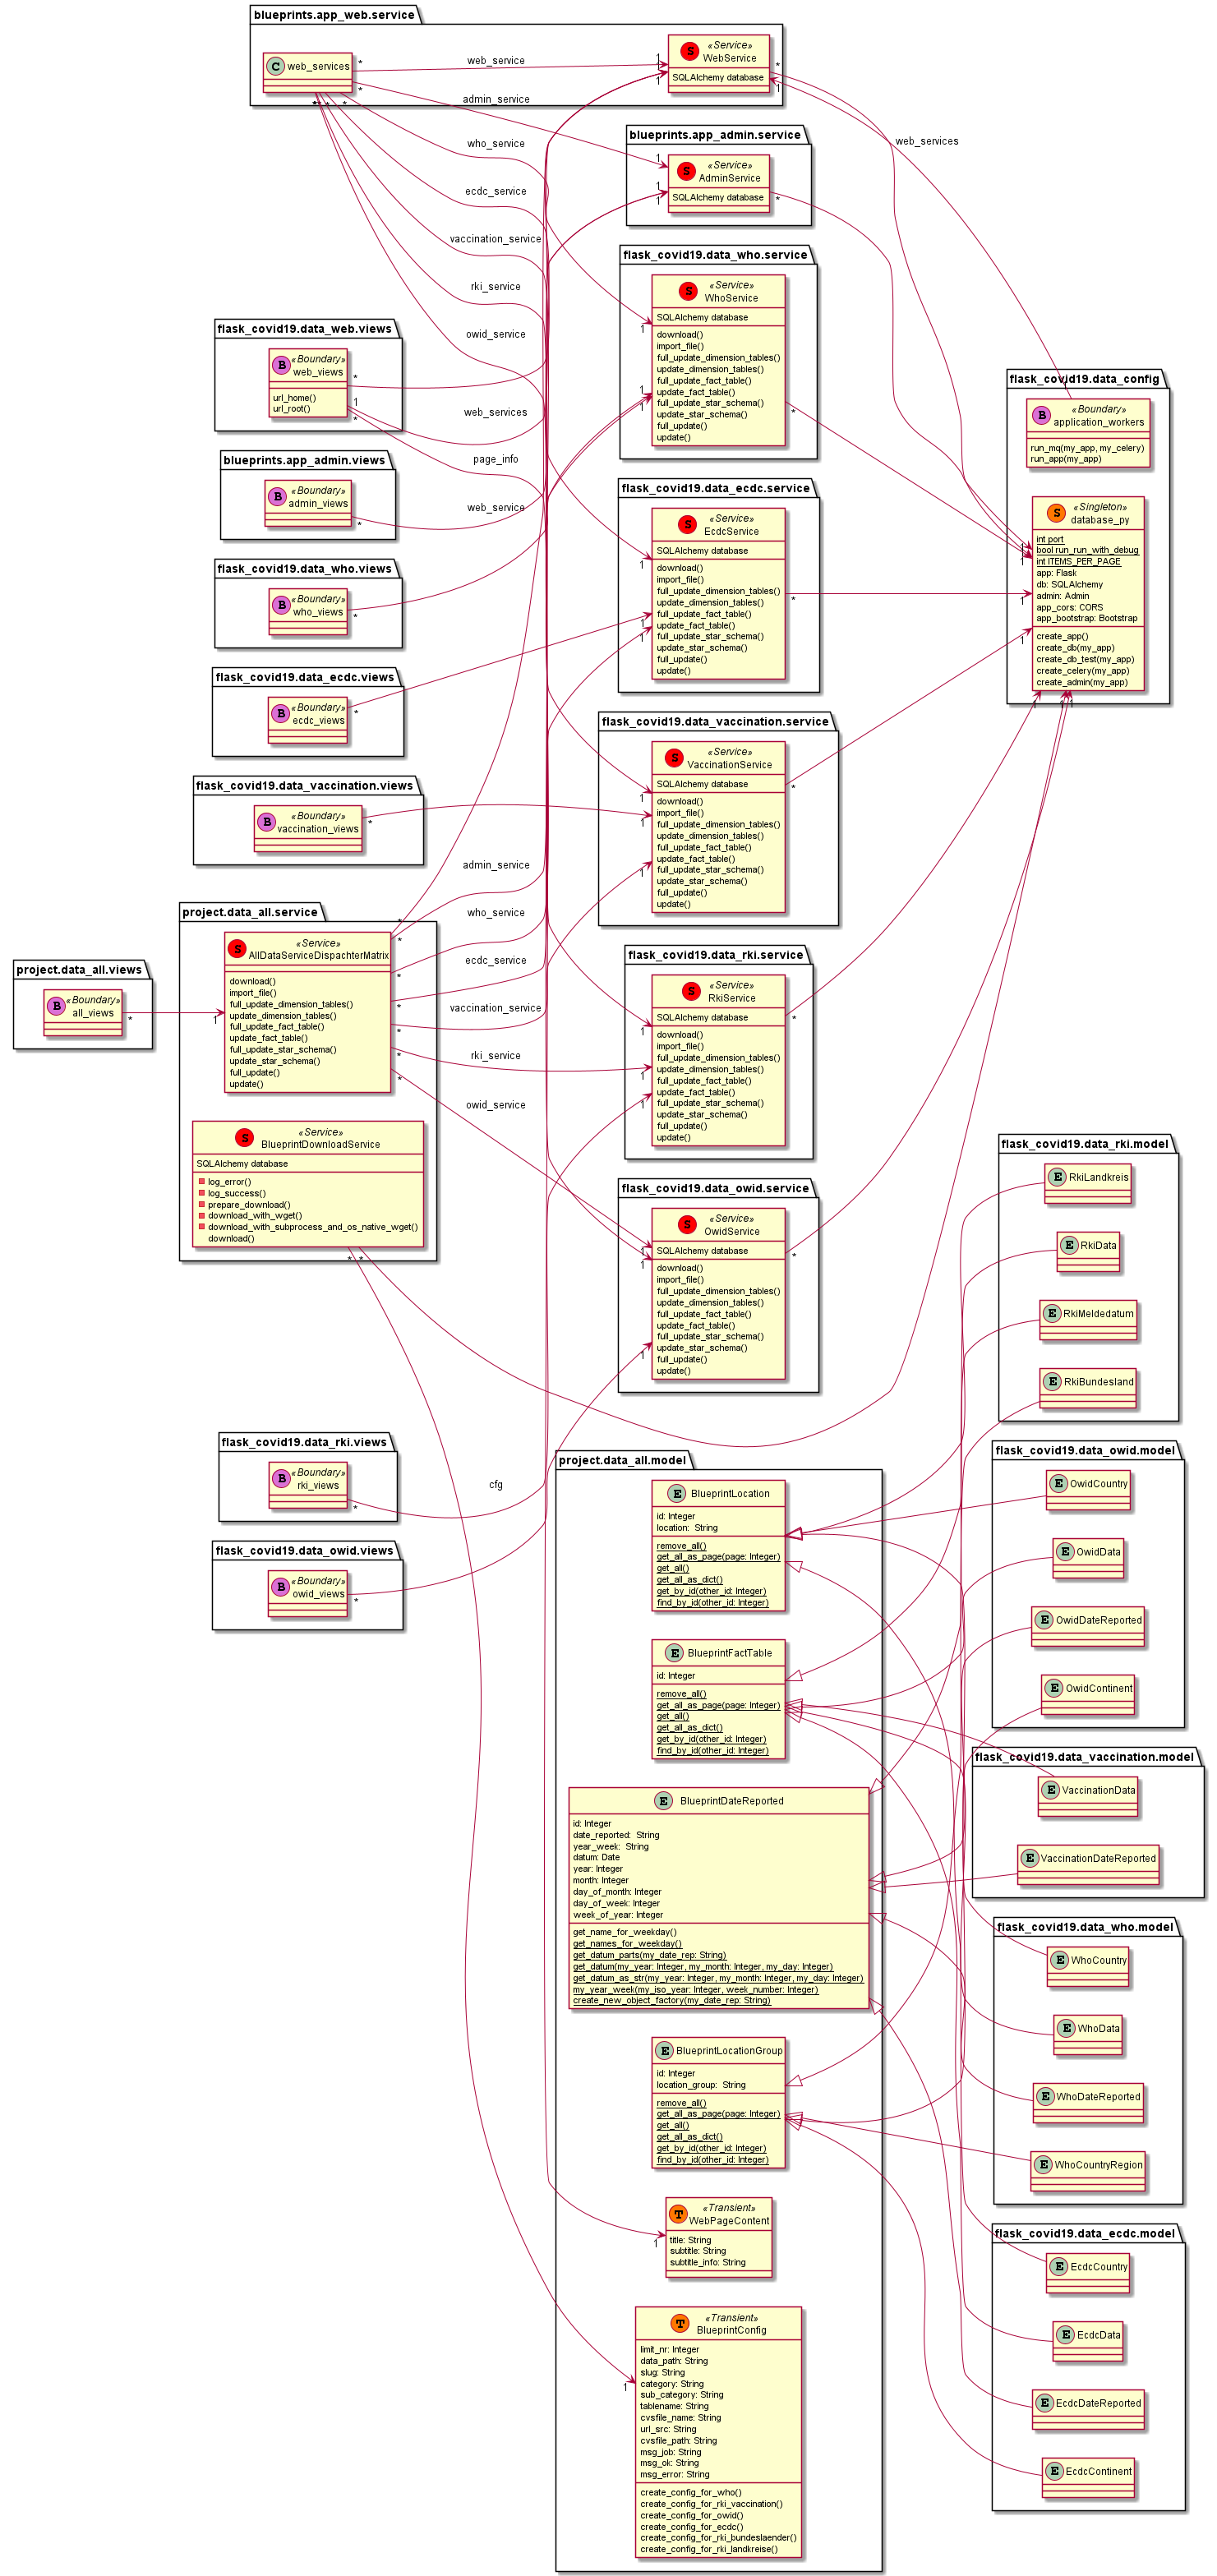 blueprints.app_web.service
C web_services
«Service»
S WebService
SQLAlchemy database
web_service
admin_service
who_service
ecdc_service
vaccination_service
rki_service
owid_service
web_services
blueprints.app_admin.service
«Service»
S AdminService
SQLAlchemy database
flask_covid19.data_who.service
«Service»
S WhoService
SQLAlchemy database
download()
import_file()
full_update_dimension_tables()
update_dimension_tables()
full_update_fact_table()
update_fact_table()
full_update_star_schema()
update_star_schema()
full_update()
update()
flask_covid19.data_web.views
«Boundary»
B web_views
url_home()
url_root()
web_services
page_info
web_service
flask_covid19.data_config
«Boundary»
B application_workers
run_mq(my_app, my_celery)
run_app(my_app)
«Singleton»
S database_py
int port
bool run_run_with_debug
int ITEMS_PER_PAGE
app: Flask
db: SQLAlchemy
admin: Admin
app_cors: CORS
app_bootstrap: Bootstrap
create_app()
create_db(my_app)
create_db_test(my_app)
create_celery(my_app)
create_admin(my_app)
blueprints.app_admin.views
«Boundary»
B admin_views
flask_covid19.data_ecdc.service
«Service»
S EcdcService
SQLAlchemy database
download()
import_file()
full_update_dimension_tables()
update_dimension_tables()
full_update_fact_table()
update_fact_table()
full_update_star_schema()
update_star_schema()
full_update()
update()
flask_covid19.data_who.views
«Boundary»
B who_views
flask_covid19.data_ecdc.views
«Boundary»
B ecdc_views
flask_covid19.data_vaccination.service
«Service»
S VaccinationService
SQLAlchemy database
download()
import_file()
full_update_dimension_tables()
update_dimension_tables()
full_update_fact_table()
update_fact_table()
full_update_star_schema()
update_star_schema()
full_update()
update()
flask_covid19.data_vaccination.views
«Boundary»
B vaccination_views
project.data_all.service
«Service»
S AllDataServiceDispachterMatrix
download()
import_file()
full_update_dimension_tables()
update_dimension_tables()
full_update_fact_table()
update_fact_table()
full_update_star_schema()
update_star_schema()
full_update()
update()
«Service»
S BlueprintDownloadService
SQLAlchemy database
log_error()
log_success()
prepare_download()
download_with_wget()
download_with_subprocess_and_os_native_wget()
download()
admin_service
who_service
ecdc_service
vaccination_service
rki_service
owid_service
project.data_all.views
«Boundary»
B all_views
flask_covid19.data_rki.service
«Service»
S RkiService
SQLAlchemy database
download()
import_file()
full_update_dimension_tables()
update_dimension_tables()
full_update_fact_table()
update_fact_table()
full_update_star_schema()
update_star_schema()
full_update()
update()
flask_covid19.data_owid.service
«Service»
S OwidService
SQLAlchemy database
download()
import_file()
full_update_dimension_tables()
update_dimension_tables()
full_update_fact_table()
update_fact_table()
full_update_star_schema()
update_star_schema()
full_update()
update()
flask_covid19.data_rki.model
E RkiLandkreis
E RkiData
E RkiMeldedatum
E RkiBundesland
flask_covid19.data_rki.views
«Boundary»
B rki_views
cfg
flask_covid19.data_owid.views
«Boundary»
B owid_views
project.data_all.model
E BlueprintLocation
id: Integer
location: String
remove_all()
get_all_as_page(page: Integer)
get_all()
get_all_as_dict()
get_by_id(other_id: Integer)
find_by_id(other_id: Integer)
E BlueprintFactTable
id: Integer
remove_all()
get_all_as_page(page: Integer)
get_all()
get_all_as_dict()
get_by_id(other_id: Integer)
find_by_id(other_id: Integer)
E BlueprintDateReported
id: Integer
date_reported: String
year_week: String
datum: Date
year: Integer
month: Integer
day_of_month: Integer
day_of_week: Integer
week_of_year: Integer
get_name_for_weekday()
get_names_for_weekday()
get_datum_parts(my_date_rep: String)
get_datum(my_year: Integer, my_month: Integer, my_day: Integer)
get_datum_as_str(my_year: Integer, my_month: Integer, my_day: Integer)
my_year_week(my_iso_year: Integer, week_number: Integer)
create_new_object_factory(my_date_rep: String)
E BlueprintLocationGroup
id: Integer
location_group: String
remove_all()
get_all_as_page(page: Integer)
get_all()
get_all_as_dict()
get_by_id(other_id: Integer)
find_by_id(other_id: Integer)
«Transient»
T WebPageContent
title: String
subtitle: String
subtitle_info: String
«Transient»
T BlueprintConfig
limit_nr: Integer
data_path: String
slug: String
category: String
sub_category: String
tablename: String
cvsfile_name: String
url_src: String
cvsfile_path: String
msg_job: String
msg_ok: String
msg_error: String
create_config_for_who()
create_config_for_rki_vaccination()
create_config_for_owid()
create_config_for_ecdc()
create_config_for_rki_bundeslaender()
create_config_for_rki_landkreise()
flask_covid19.data_owid.model
E OwidCountry
E OwidData
E OwidDateReported
E OwidContinent
flask_covid19.data_vaccination.model
E VaccinationData
E VaccinationDateReported
flask_covid19.data_who.model
E WhoCountry
E WhoData
E WhoDateReported
E WhoCountryRegion
flask_covid19.data_ecdc.model
E EcdcCountry
E EcdcData
E EcdcDateReported
E EcdcContinent